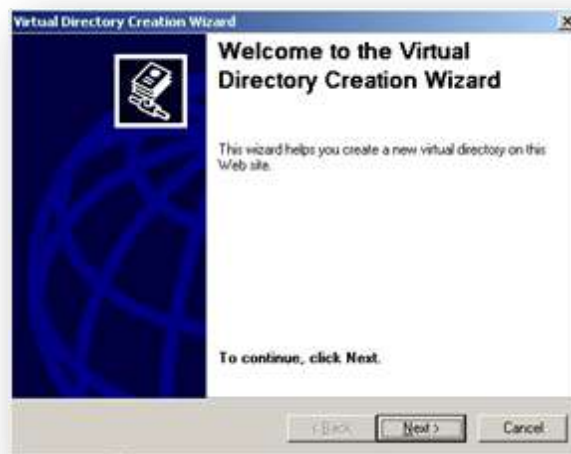 Virtual Directory Creation Wizard
Welcome to the Virtual
Directory Creation Wizard
This wizard helps you create a new virtual directory on this
Web site.
To continue, click Next.
< Back
Next >
Cancel